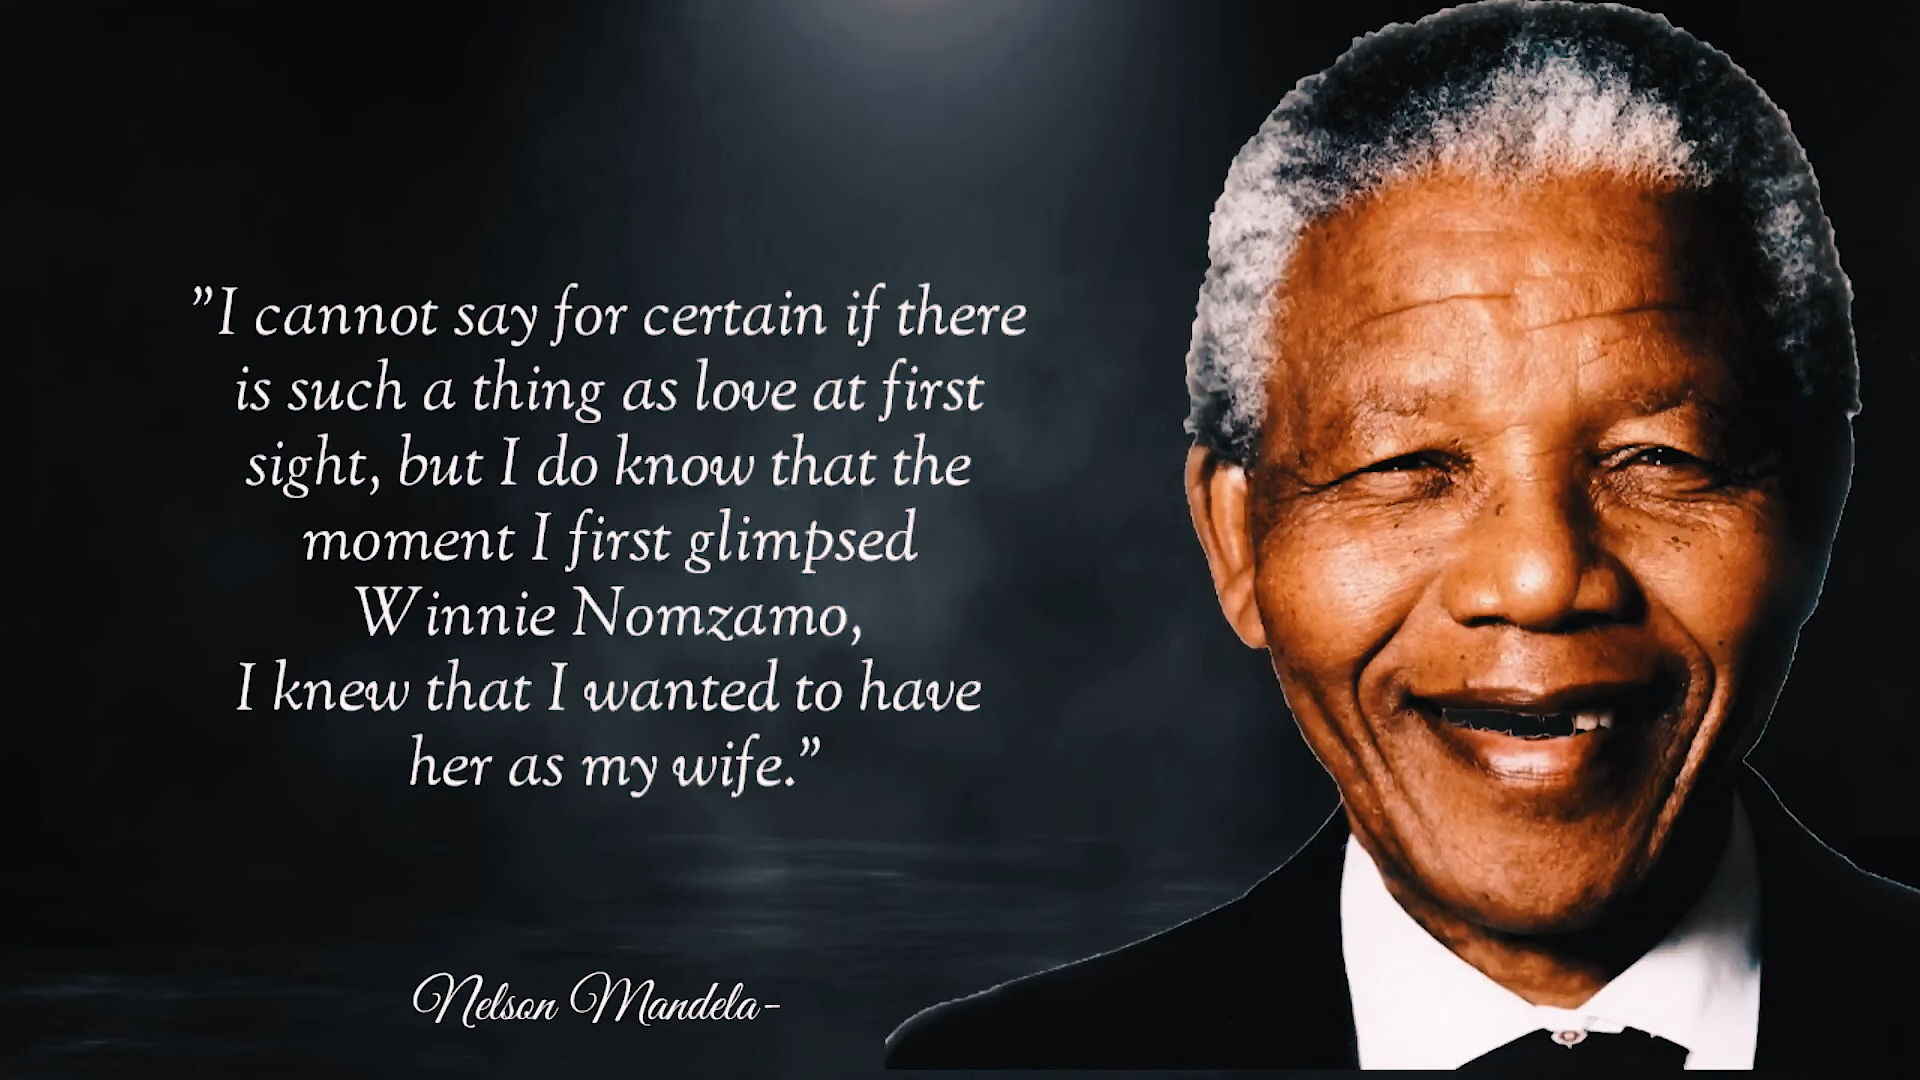 ”I cannot say for certain if there
is such a thing as love at first
sight, but I do know that the
moment I first glimpsed
Winnie Nomzamo,
I knew that I wanted to have
her as my wife.”
Nelson Mandela-